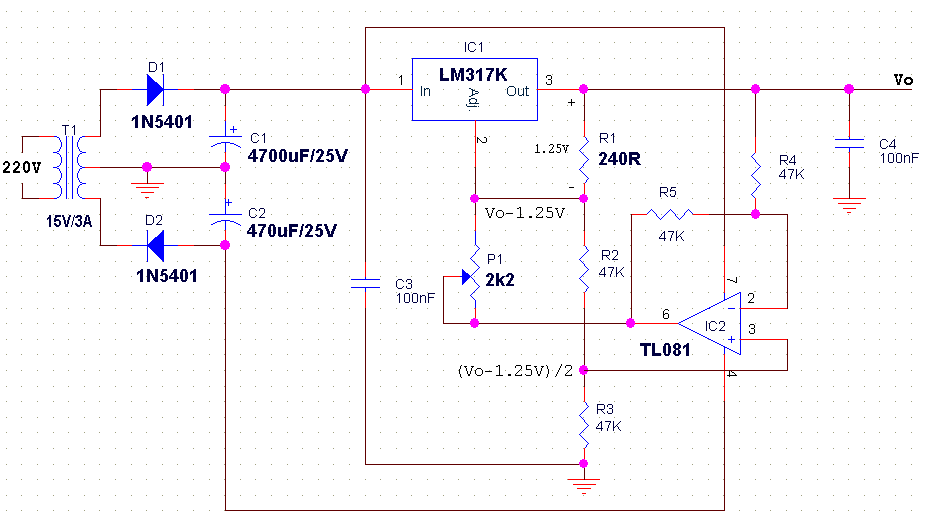 IC1
LM317K
1
In
Adj.
Out
3
2
Vo
D1
1N5401
T1
220V
15V/3A
+
C1
4700uF/25V
+
C2
470uF/25V
D2
1N5401
+
1.25V
-
R1
240R
Vo-1.25V
R4
47K
C4
100nF
R5
47K
P1
2k2
R2
47K
C3
100nF
7
2
6
IC2
-
+
3
TL081
4
(Vo-1.25V)/2
R3
47K